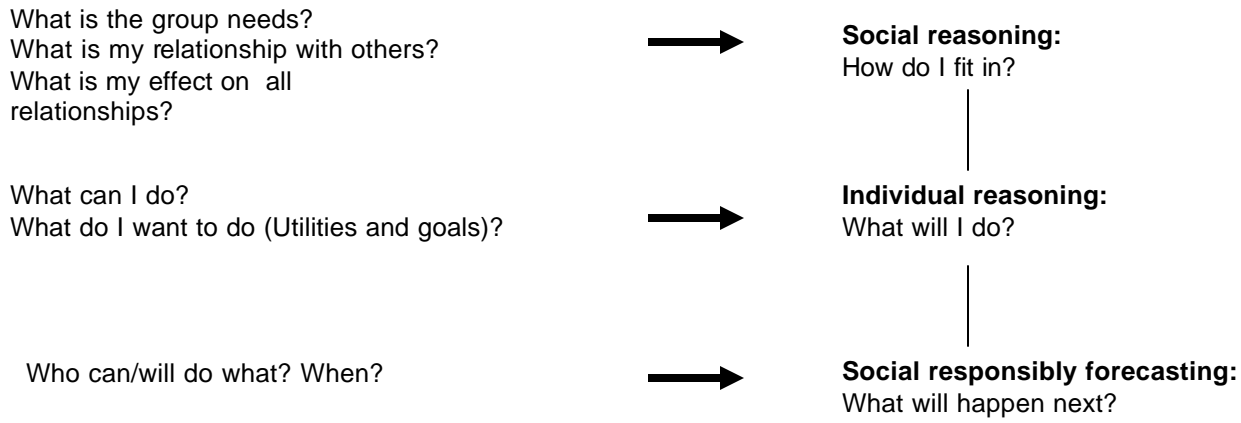 What is the group needs?
What is my relationship with others?
What is my effect on all
relationships?
Social reasoning:
How do I fit in?
What can I do?
What do I want to do (Utilities and goals)?
Individual reasoning:
What will I do?
Who can/will do what? When?
Social responsibly forecasting:
What will happen next?